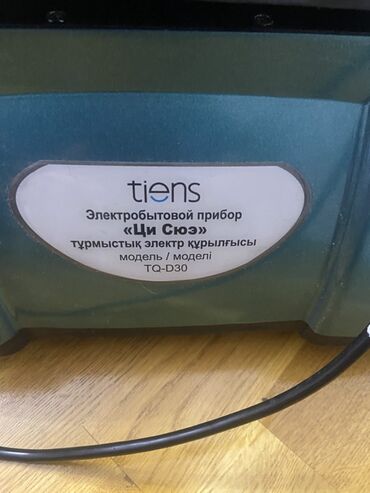 tiens
Электробытовой прибор
«Ци Сюэ»
тұрмыстық электр құрылғысы
модель / моделі
TQ-D30